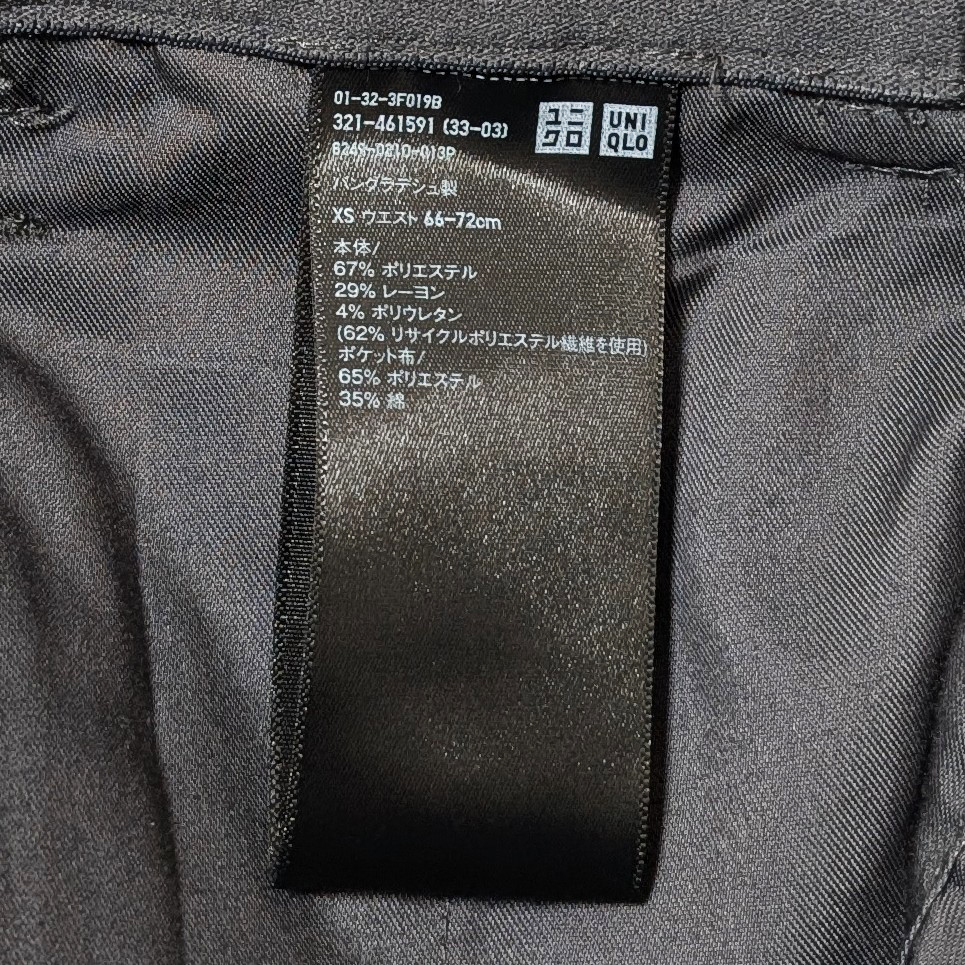 01-32-3F019B
321-461591 (33-03)
8249-D210-013P
ユニクロ
UNIQLO
バングラデシュ製
XS ウエスト 66-72cm
本体/
67% ポリエステル
29% レーヨン
4% ポリウレタン
(62% リサイクルポリエステル繊維を使用)
ポケット布/
65% ポリエステル
35% 綿